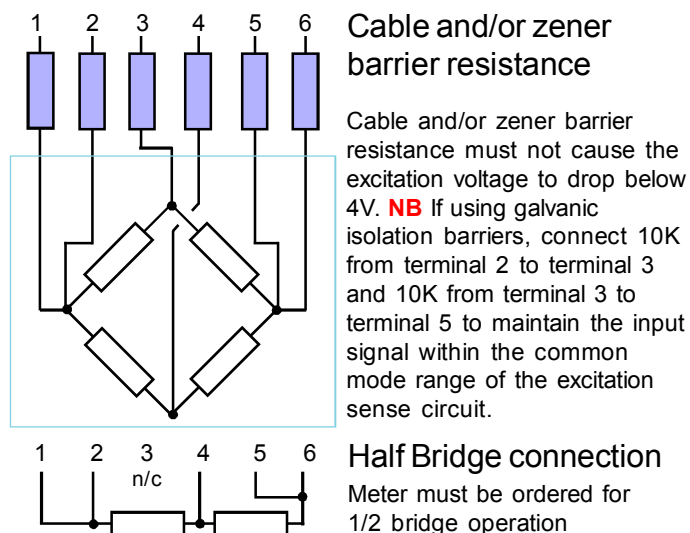 1 2 3 4 5 6
Cable and/or zener
barrier resistance
Cable and/or zener barrier
resistance must not cause the
excitation voltage to drop below
4V. NB If using galvanic
isolation barriers, connect 10K
from terminal 2 to terminal 3
and 10K from terminal 3 to
terminal 5 to maintain the input
signal within the common
mode range of the excitation
sense circuit.
1 2 3 4 5 6
n/c
Half Bridge connection
Meter must be ordered for
1/2 bridge operation